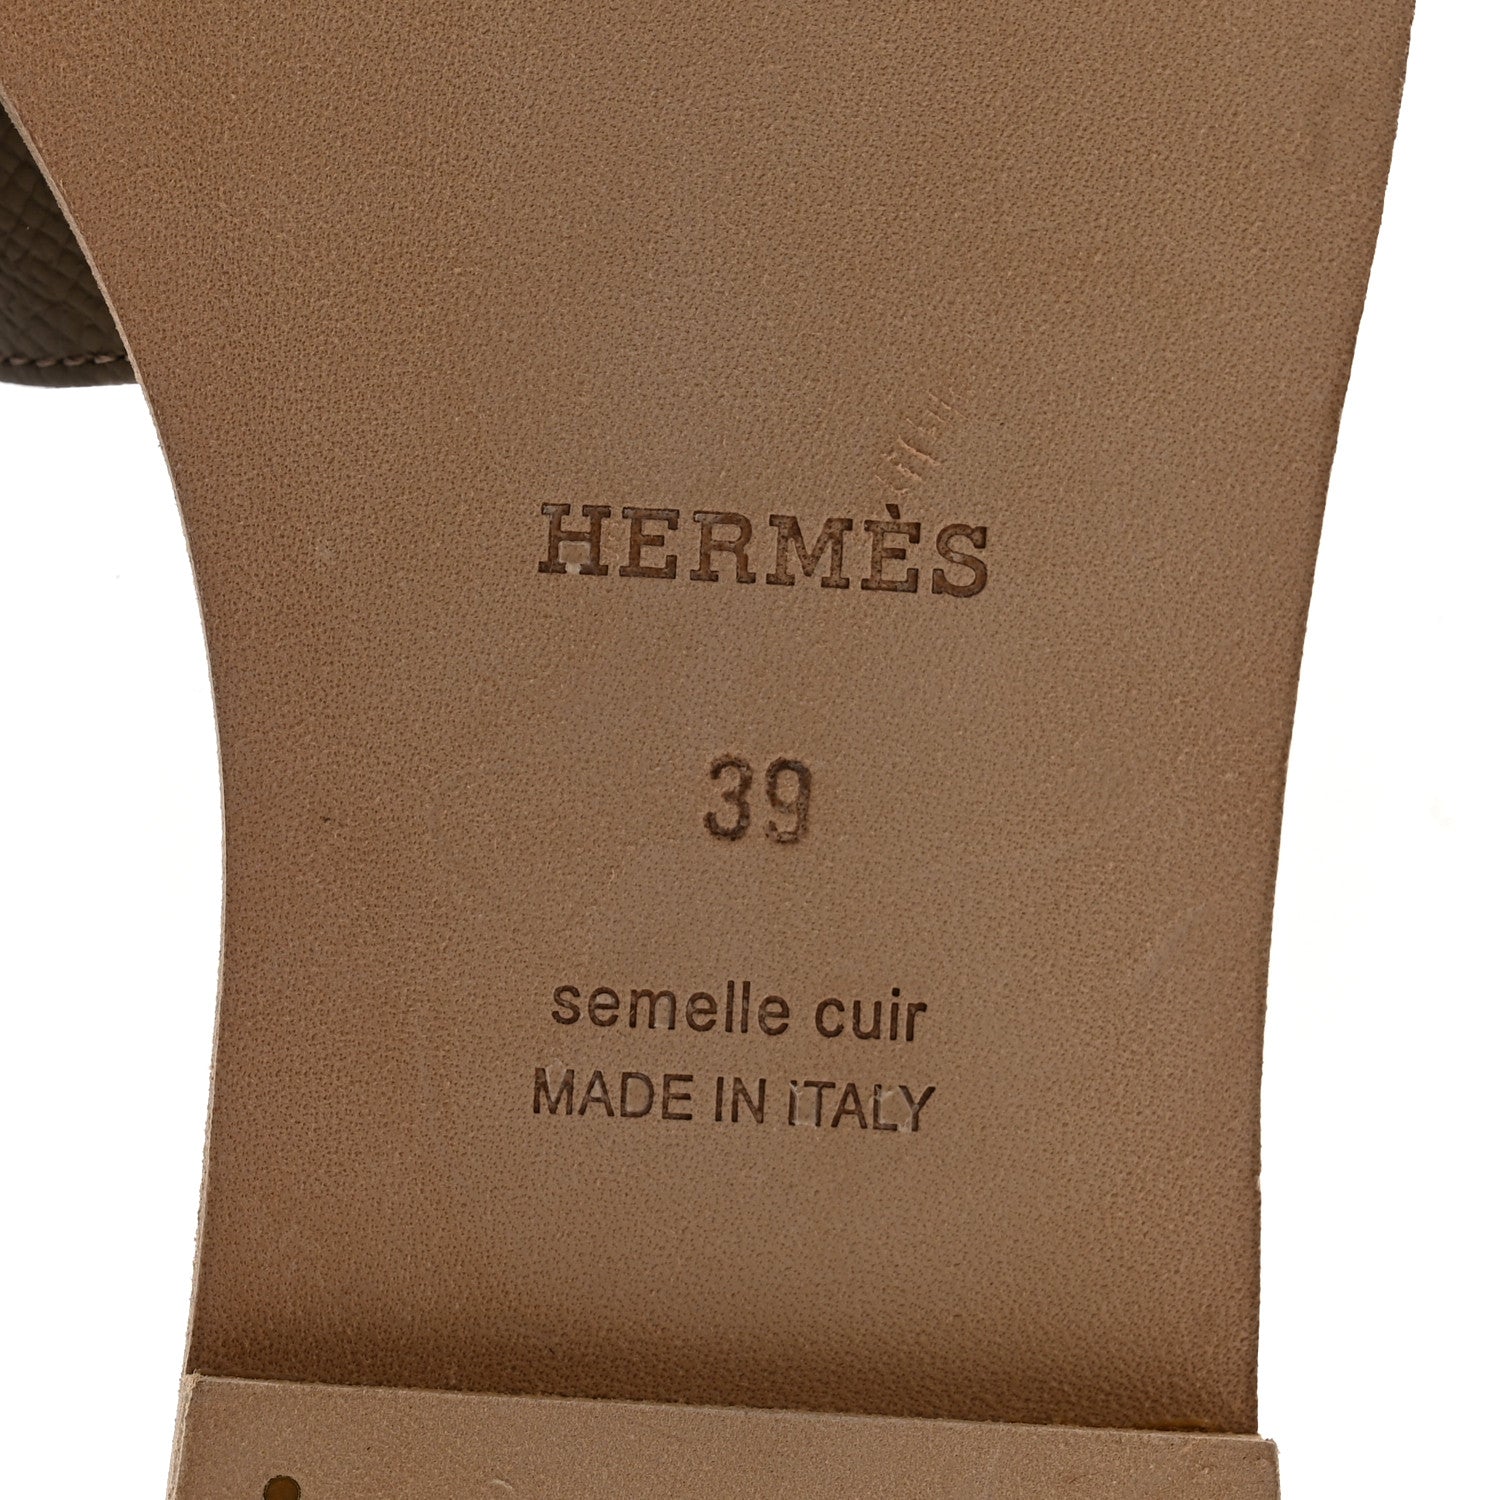 HERMÈS
39
semelle cuir
MADE IN ITALY